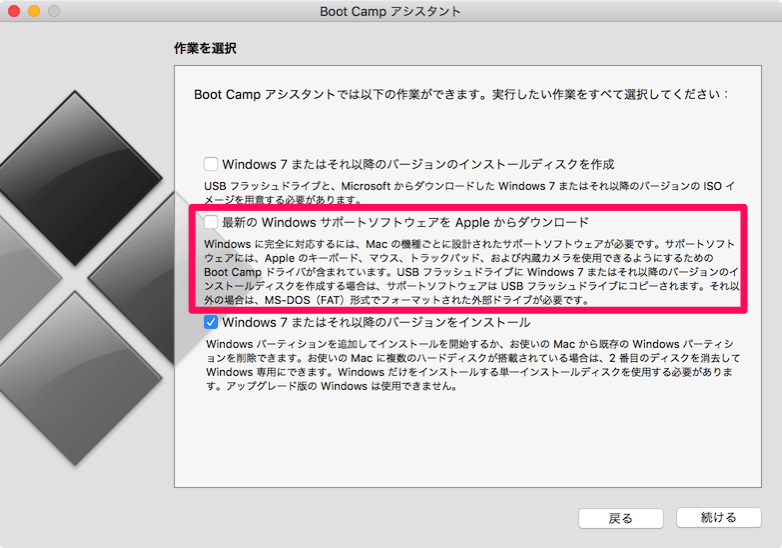 Boot Camp アシスタント
作業を選択
Boot Camp アシスタントでは以下の作業ができます。実行したい作業をすべて選択してください：
Windows 7 またはそれ以降のバージョンのインストールディスクを作成
USB フラッシュドライブと、Microsoft からダウンロードした Windows 7 またはそれ以降のバージョンの ISO イ
メージを用意する必要があります。
最新の Windows サポートソフトウェアを Apple からダウンロード
Windows に完全に対応するには、Mac の機種ごとに設計されたサポートソフトウェアが必要です。サポートソフト
ウェアには、Apple のキーボード、マウス、トラックパッド、および内蔵カメラを使用できるようにするための
Boot Camp ドライバが含まれています。USB フラッシュドライブに Windows 7 またはそれ以降のバージョンのイ
ンストールディスクを作成する場合は、サポートソフトウェアは USB フラッシュドライブにコピーされます。それ以
外の場合は、MS-DOS（FAT）形式でフォーマットされた外部ドライブが必要です。
Windows 7 またはそれ以降のバージョンをインストール
Windows パーティションを追加してインストールを開始するか、お使いの Mac から既存の Windows パーティシ
ョンを削除できます。お使いの Mac に複数のハードディスクが搭載されている場合は、2 番目のディスクを消去して
Windows 専用にできます。Windows だけをインストールする単一インストールディスクを使用する必要がありま
す。アップグレード版の Windows は使用できません。
戻る
続ける